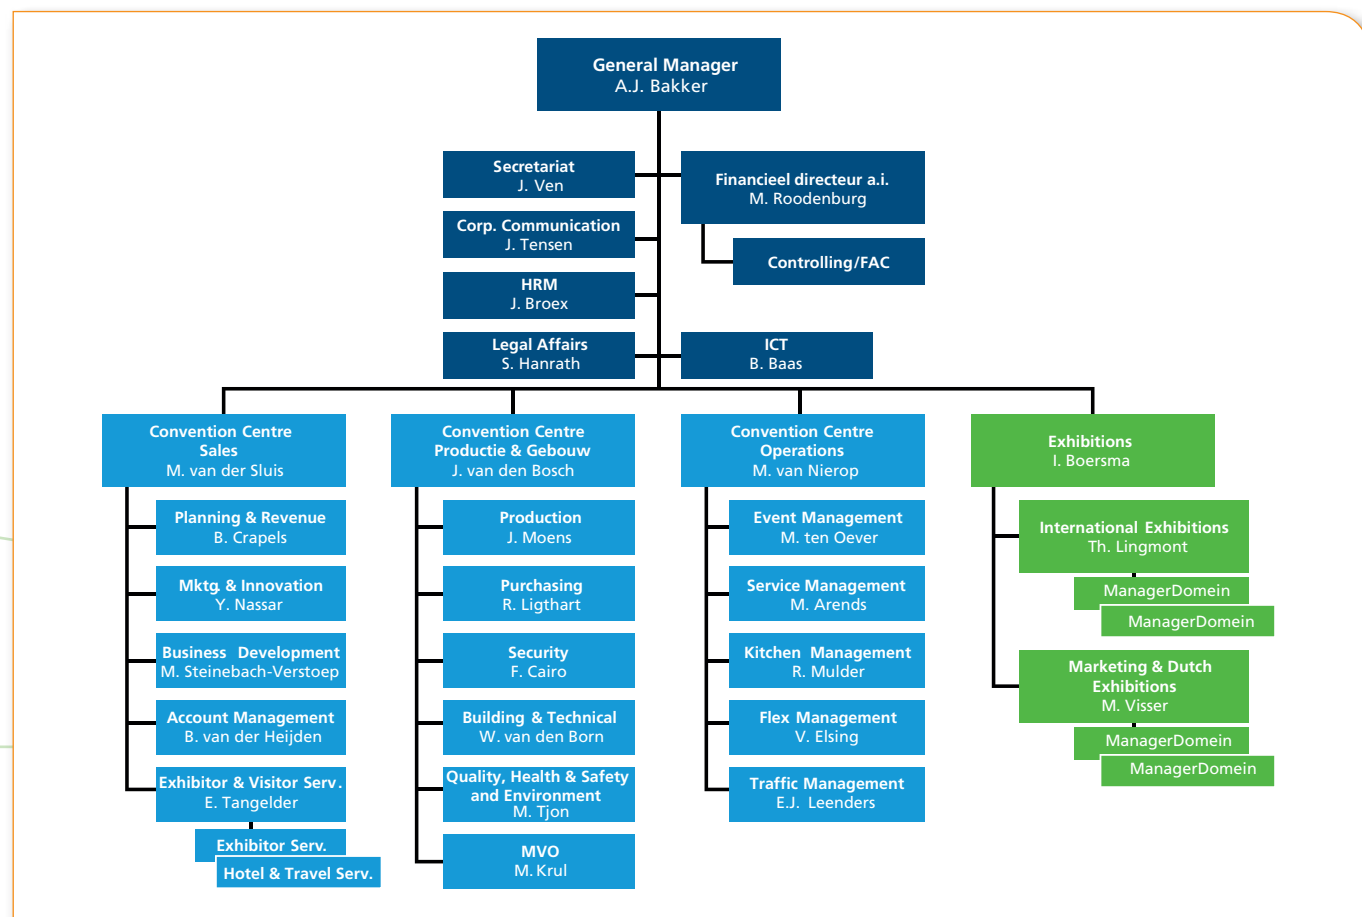 General Manager
A.J. Bakker
Secretariat
J. Ven
Financieel directeur a.i.
M. Roodenburg
Corp. Communication
J. Tensen
Controlling/FAC
HRM
J. Broex
Legal Affairs
S. Hanrath
ICT
B. Baas
Convention Centre
Sales
M. van der Sluis
Planning & Revenue
B. Crapels
Mktg. & Innovation
Y. Nassar
Business Development
M. Steinebach-Verstoep
Account Management
B. van der Heijden
Exhibitor & Visitor Serv.
E. Tangelder
Exhibitor Serv.
Hotel & Travel Serv.
Convention Centre
Productie & Gebouw
J. van den Bosch
Production
J. Moens
Purchasing
R. Ligthart
Security
F. Cairo
Building & Technical
W. van den Born
Quality, Health & Safety
and Environment
M. Tjon
MVO
M. Krul
Convention Centre
Operations
M. van Nierop
Event Management
M. ten Oever
Service Management
M. Arends
Kitchen Management
R. Mulder
Flex Management
V. Elsing
Traffic Management
E.J. Leenders
Exhibitions
I. Boersma
International Exhibitions
Th. Lingmont
ManagerDomein
ManagerDomein
Marketing & Dutch
Exhibitions
M. Visser
ManagerDomein
ManagerDomein